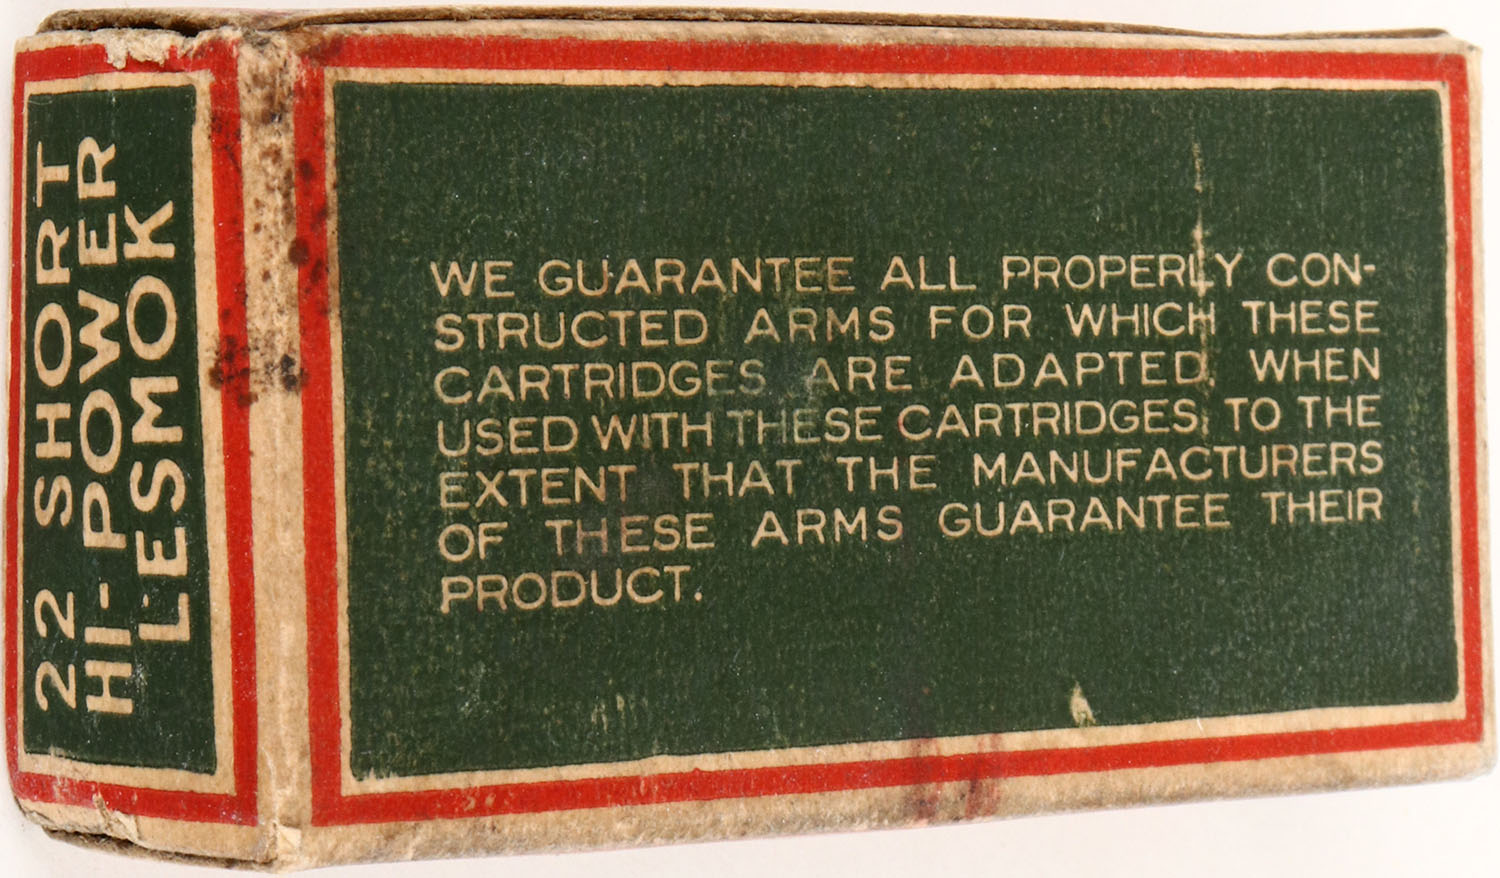 22 SHORT
HI-POWER
LESMOK
WE GUARANTEE ALL PROPERLY CON-
STRUCTED ARMS FOR WHICH THESE
CARTRIDGES ARE ADAPTED, WHEN
USED WITH THESE CARTRIDGES, TO THE
EXTENT THAT THE MANUFACTURERS
OF THESE ARMS GUARANTEE THEIR
PRODUCT.